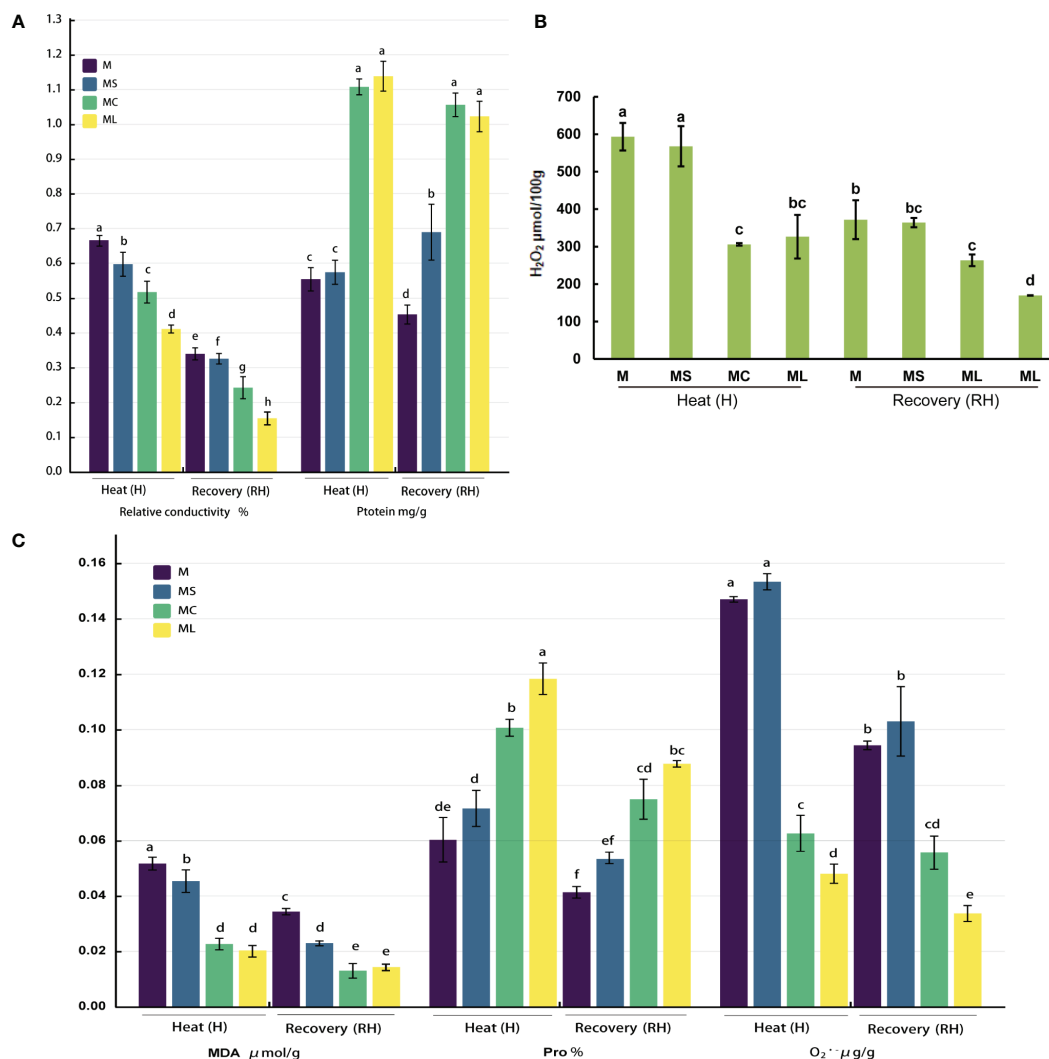 A
1.3
1.2
1.1
1.0
0.9
0.8
0.7
0.6
0.5
0.4
0.3
0.2
0.1
0.0
M
MS
MC
ML
a
b
c
d
e
f
g
h
c
c
a
a
d
b
a
a
Heat (H)
Recovery (RH)
Heat (H)
Recovery (RH)
Relative conductivity %
Ptotein mg/g
B
H₂O₂ μmol/100g
700
600
500
400
300
200
100
0
a
a
c
bc
b
bc
c
d
M MS MC ML M MS ML ML
Heat (H) Recovery (RH)
C
0.16
0.14
0.12
0.10
0.08
0.06
0.04
0.02
0.00
M
MS
MC
ML
a
b
d
d
c
d
e
e
de
d
b
a
f
ef
cd
bc
a
a
c
d
b
b
cd
e
Heat (H) Recovery (RH) Heat (H) Recovery (RH) Heat (H) Recovery (RH)
MDA μmol/g Pro % O₂˙⁻μg/g